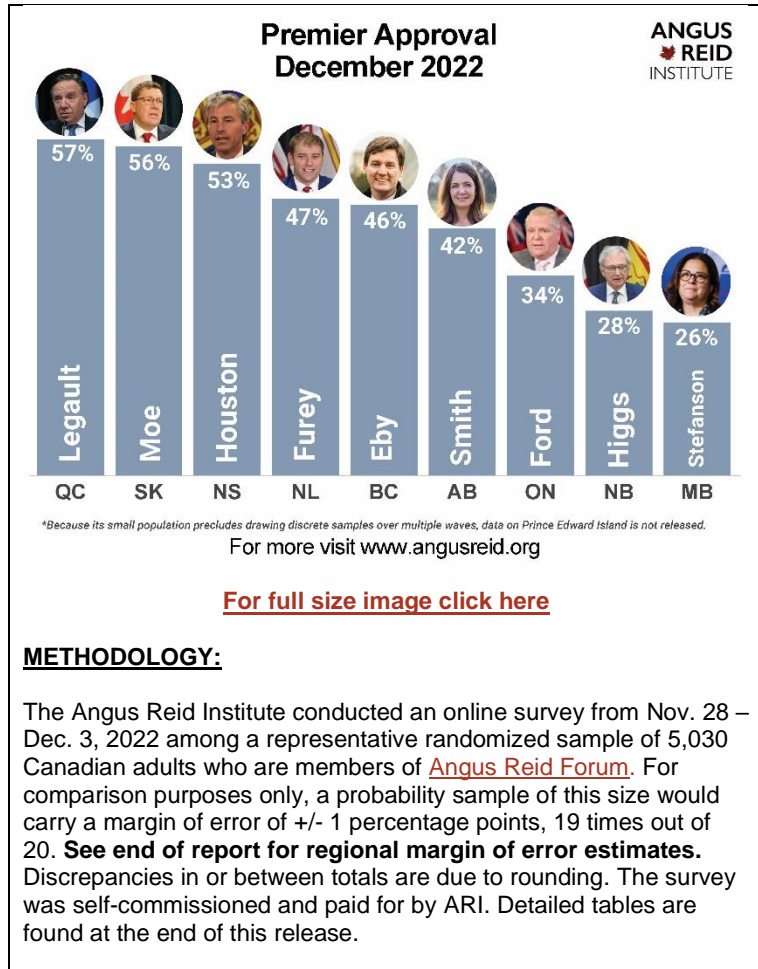 Premier Approval
December 2022
ANGUS
REID
INSTITUTE
57%
56%
53%
47%
46%
42%
34%
28%
26%
Legault
Moe
Houston
Furey
Eby
Smith
Ford
Higgs
Stefanson
QC SK NS NL BC AB ON NB MB
*Because its small population precludes drawing discrete samples over multiple waves, data on Prince Edward Island is not released.
For more visit www.angusreid.org
For full size image click here
METHODOLOGY:
The Angus Reid Institute conducted an online survey from Nov. 28 –
Dec. 3, 2022 among a representative randomized sample of 5,030
Canadian adults who are members of Angus Reid Forum. For
comparison purposes only, a probability sample of this size would
carry a margin of error of +/- 1 percentage points, 19 times out of
20. See end of report for regional margin of error estimates.
Discrepancies in or between totals are due to rounding. The survey
was self-commissioned and paid for by ARI. Detailed tables are
found at the end of this release.